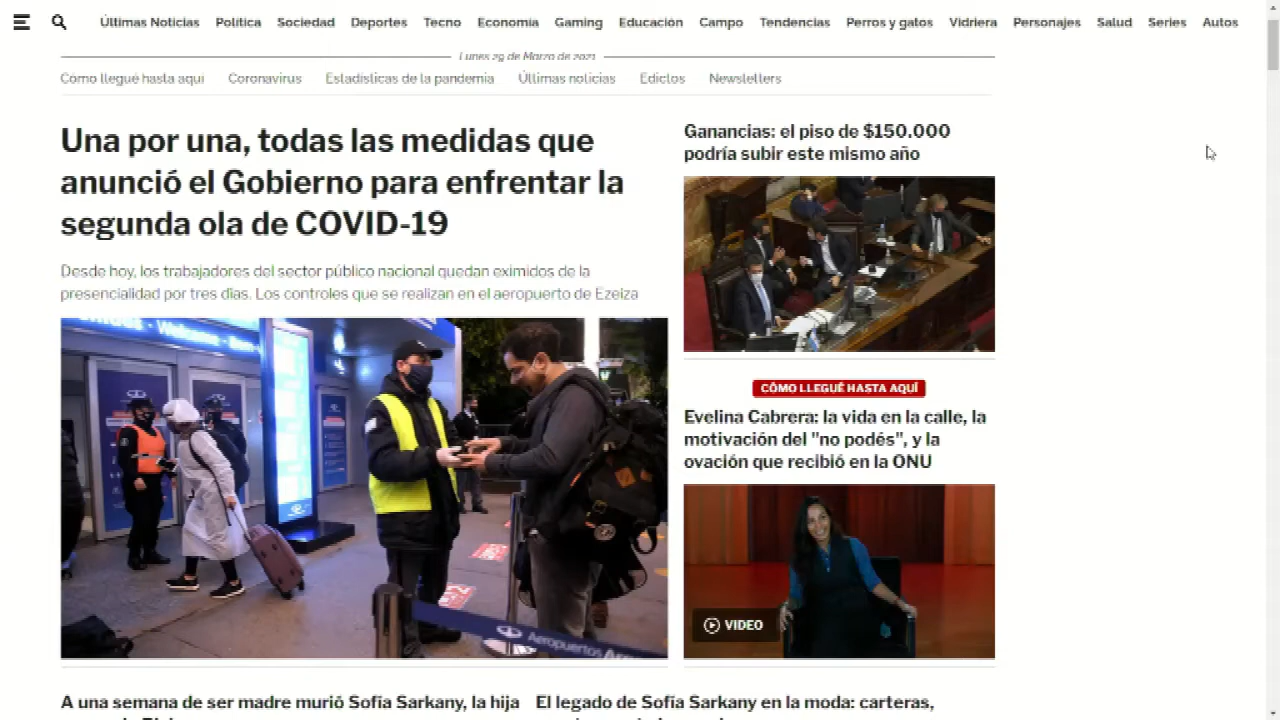 Últimas Noticias Política Sociedad Deportes Tecno Economía Gaming Educación Campo Tendencias Perros y gatos Vidriera Personajes Salud Series Autos
Lunes 29 de Marzo de 2021
Cómo llegué hasta aquí Coronavirus Estadísticas de la pandemia Últimas noticias Edictos Newsletters
Una por una, todas las medidas que
anunció el Gobierno para enfrentar la
segunda ola de COVID-19
Desde hoy, los trabajadores del sector público nacional quedan eximidos de la
presencialidad por tres días. Los controles que se realizan en el aeropuerto de Ezeiza
Aeropuertos
Ganancias: el piso de $150.000
podría subir este mismo año
CÓMO LLEGUÉ HASTA AQUÍ
Evelina Cabrera: la vida en la calle, la
motivación del "no podés", y la
ovación que recibió en la ONU
VIDEO
A una semana de ser madre murió Sofía Sarkany, la hija
El legado de Sofía Sarkany en la moda: carteras,